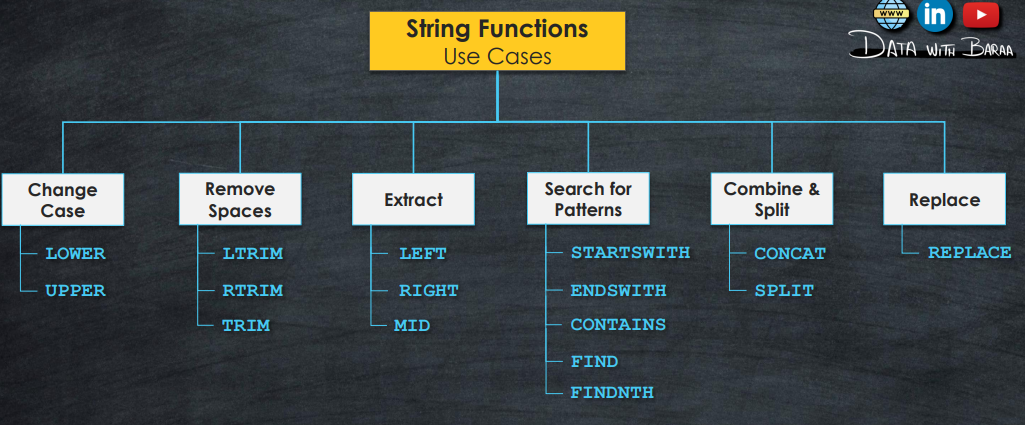 String Functions
Use Cases
www
in
DATA WITH BARAA
Change
Case
LOWER
UPPER
Remove
Spaces
LTRIM
RTRIM
TRIM
Extract
LEFT
RIGHT
MID
Search for
Patterns
STARTSWITH
ENDSWITH
CONTAINS
FIND
FINDNTH
Combine &
Split
CONCAT
SPLIT
Replace
REPLACE